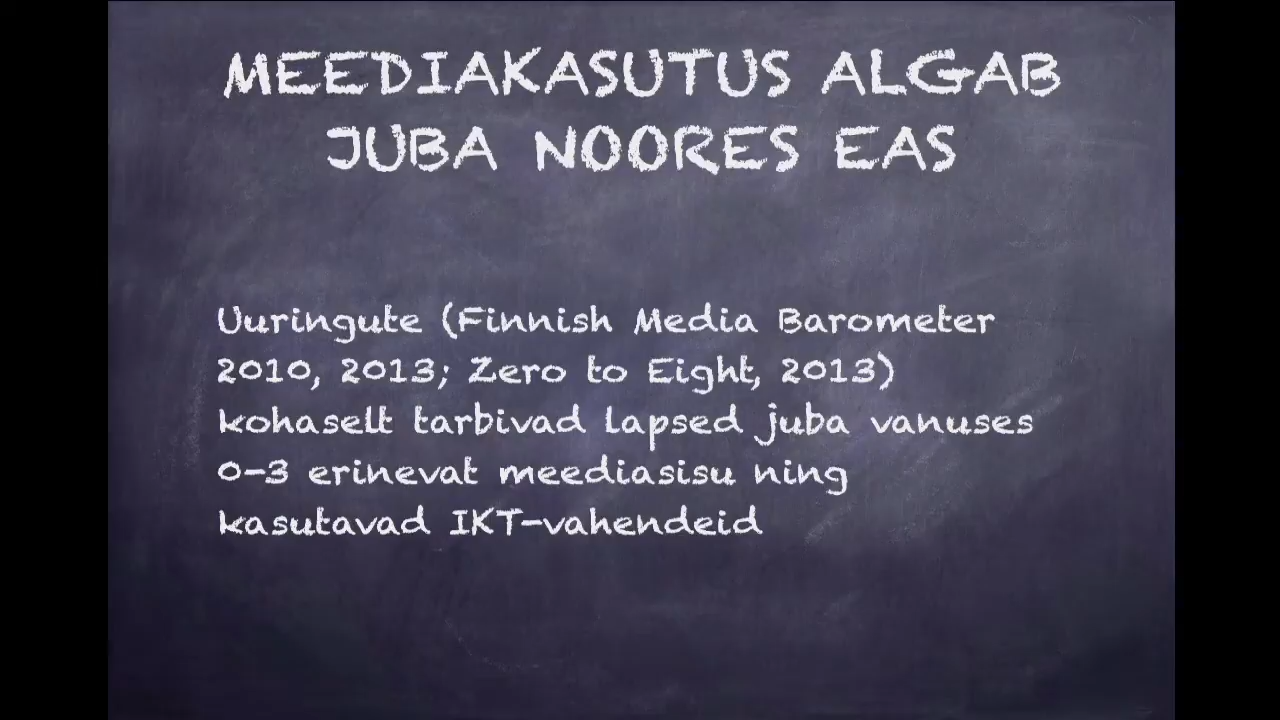 MEEDIAKASUTUS ALGAB
JUBA NOORES EAS
Uuringute (Finnish Media Barometer
2010, 2013; Zero to Eight, 2013)
kohaselt tarbivad lapsed juba vanuses
0-3 erinevat meediasisu ning
kasutavad IKT-vahendeid